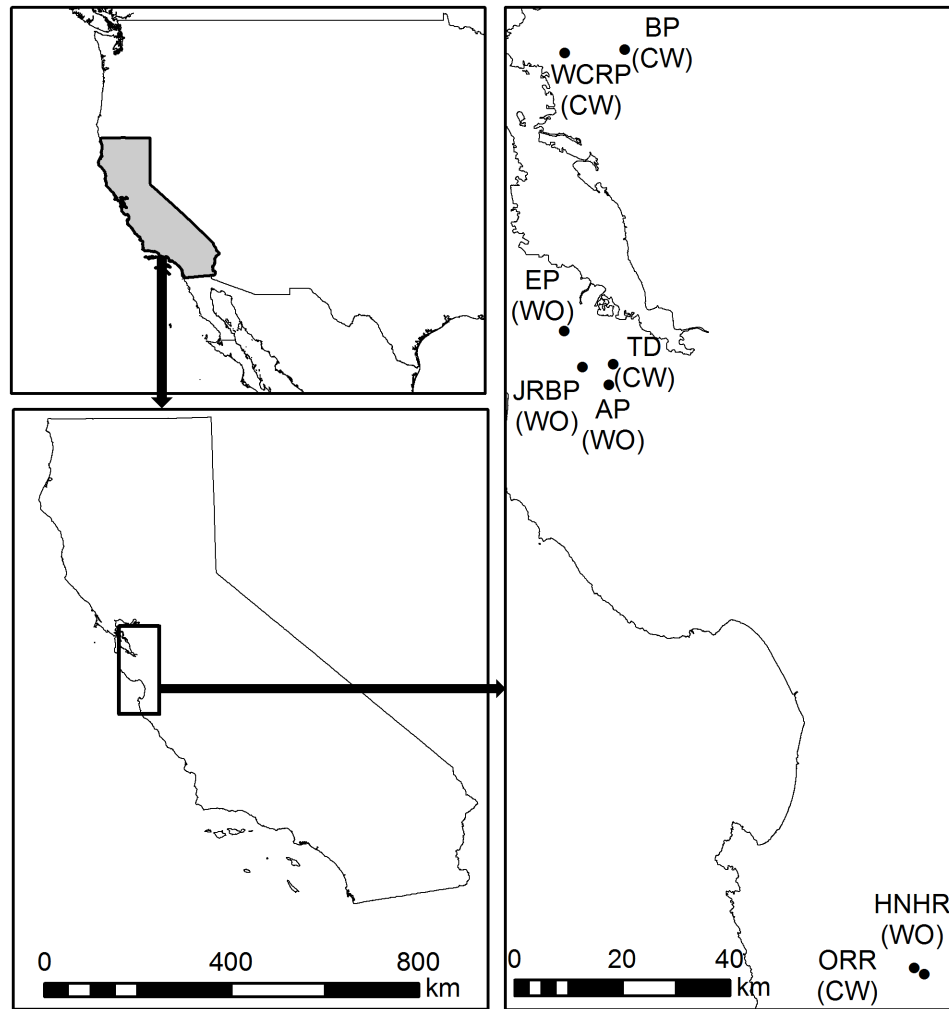 BP
(CW)
WCRP
(CW)
EP
(WO)
TD
(CW)
JRBP
(WO)
AP
(WO)
HNHR
(WO)
ORR
(CW)
0 400 800
km
0 20 40
km